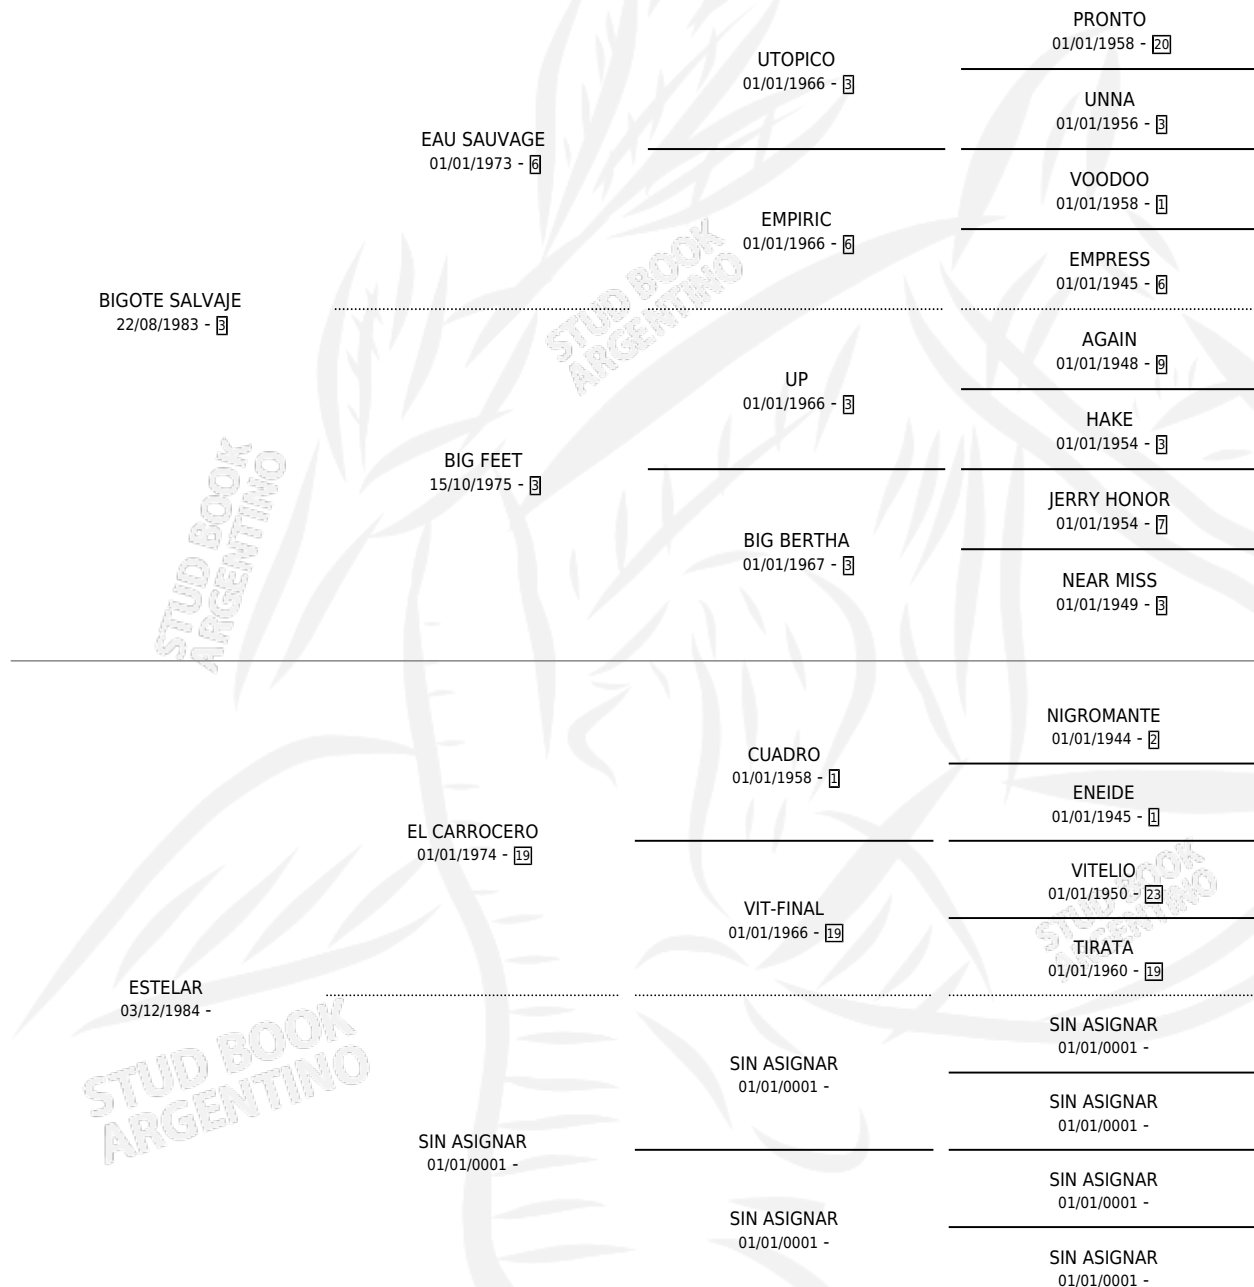 PRONTO
01/01/1958 - 20
UTOPICO
01/01/1966 - 3
UNNA
01/01/1956 - 3
EAU SAUVAGE
01/01/1973 - 6
VOODOO
01/01/1958 - 1
EMPIRIC
01/01/1966 - 6
EMPRESS
01/01/1945 - 6
BIGOTE SALVAJE
22/08/1983 - 3
AGAIN
01/01/1948 - 9
UP
01/01/1966 - 3
HAKE
01/01/1954 - 3
BIG FEET
15/10/1975 - 3
JERRY HONOR
01/01/1954 - 7
BIG BERTHA
01/01/1967 - 3
NEAR MISS
01/01/1949 - 3
NIGROMANTE
01/01/1944 - 2
CUADRO
01/01/1958 - 1
ENEIDE
01/01/1945 - 1
EL CARROCERO
01/01/1974 - 19
VITELIO
01/01/1950 - 23
VIT-FINAL
01/01/1966 - 19
TIRATA
01/01/1960 - 19
ESTELAR
03/12/1984 -
SIN ASIGNAR
01/01/0001 -
SIN ASIGNAR
01/01/0001 -
SIN ASIGNAR
01/01/0001 -
SIN ASIGNAR
01/01/0001 -
SIN ASIGNAR
01/01/0001 -
SIN ASIGNAR
01/01/0001 -
SIN ASIGNAR
01/01/0001 -
STUD BOOK
ARGENTINO
STUD BOOK
ARGENTINO
STUD BOOK
ARGENTINO
STUD BOOK
ARGENTINO